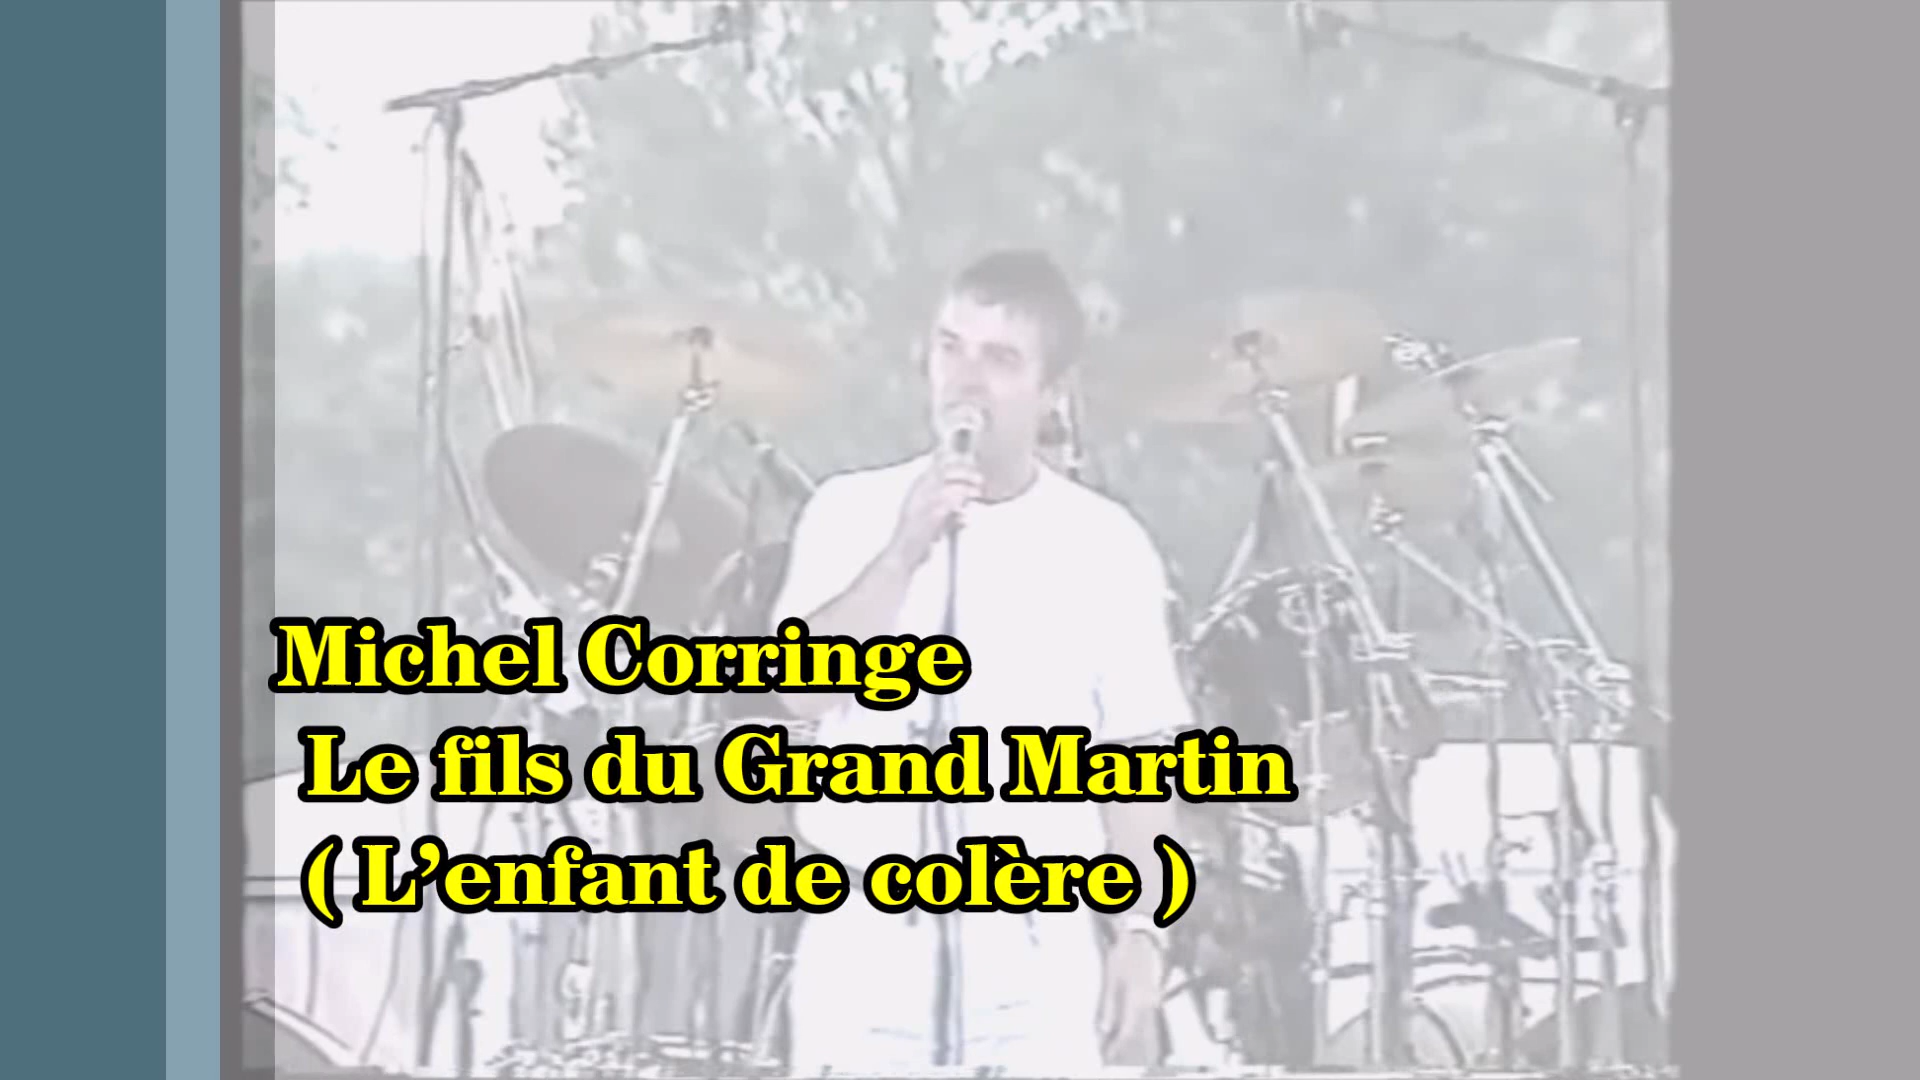 Michel Corringe
Le fils du Grand Martin
( L’enfant de colère )